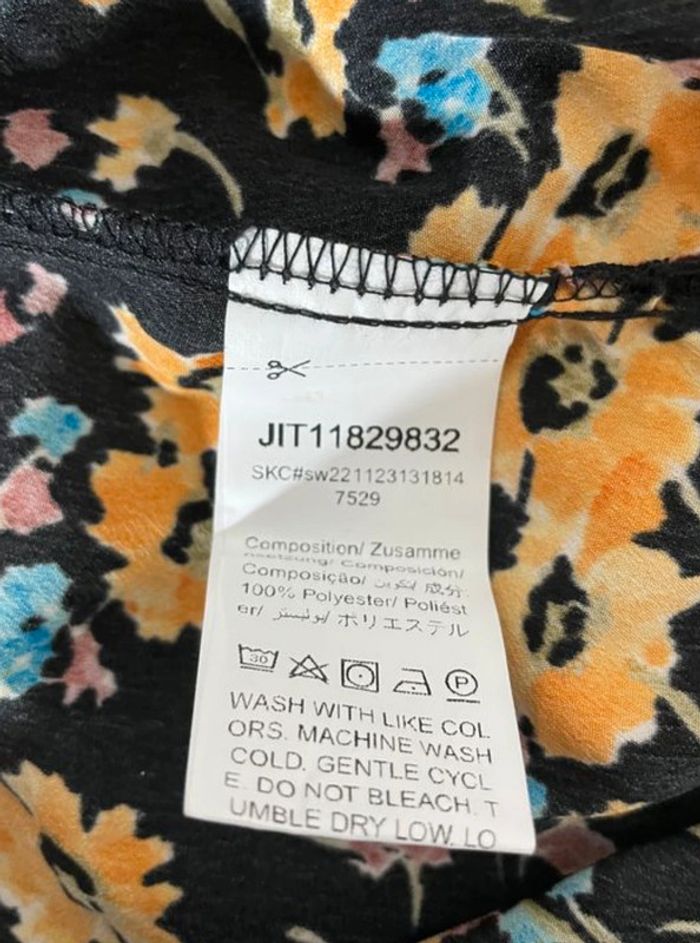 JIT11829832
SKC#sw221123131814
7529
Composition/ Zusamme
nsetzung/ Composición/
Composição/ تكوين/ 成分
100% Polyester/ Poliést
er/ بوليستر/ ポリエステル
30
P
WASH WITH LIKE COL
ORS. MACHINE WASH
COLD. GENTLE CYCL
E. DO NOT BLEACH. T
UMBLE DRY LOW. LO